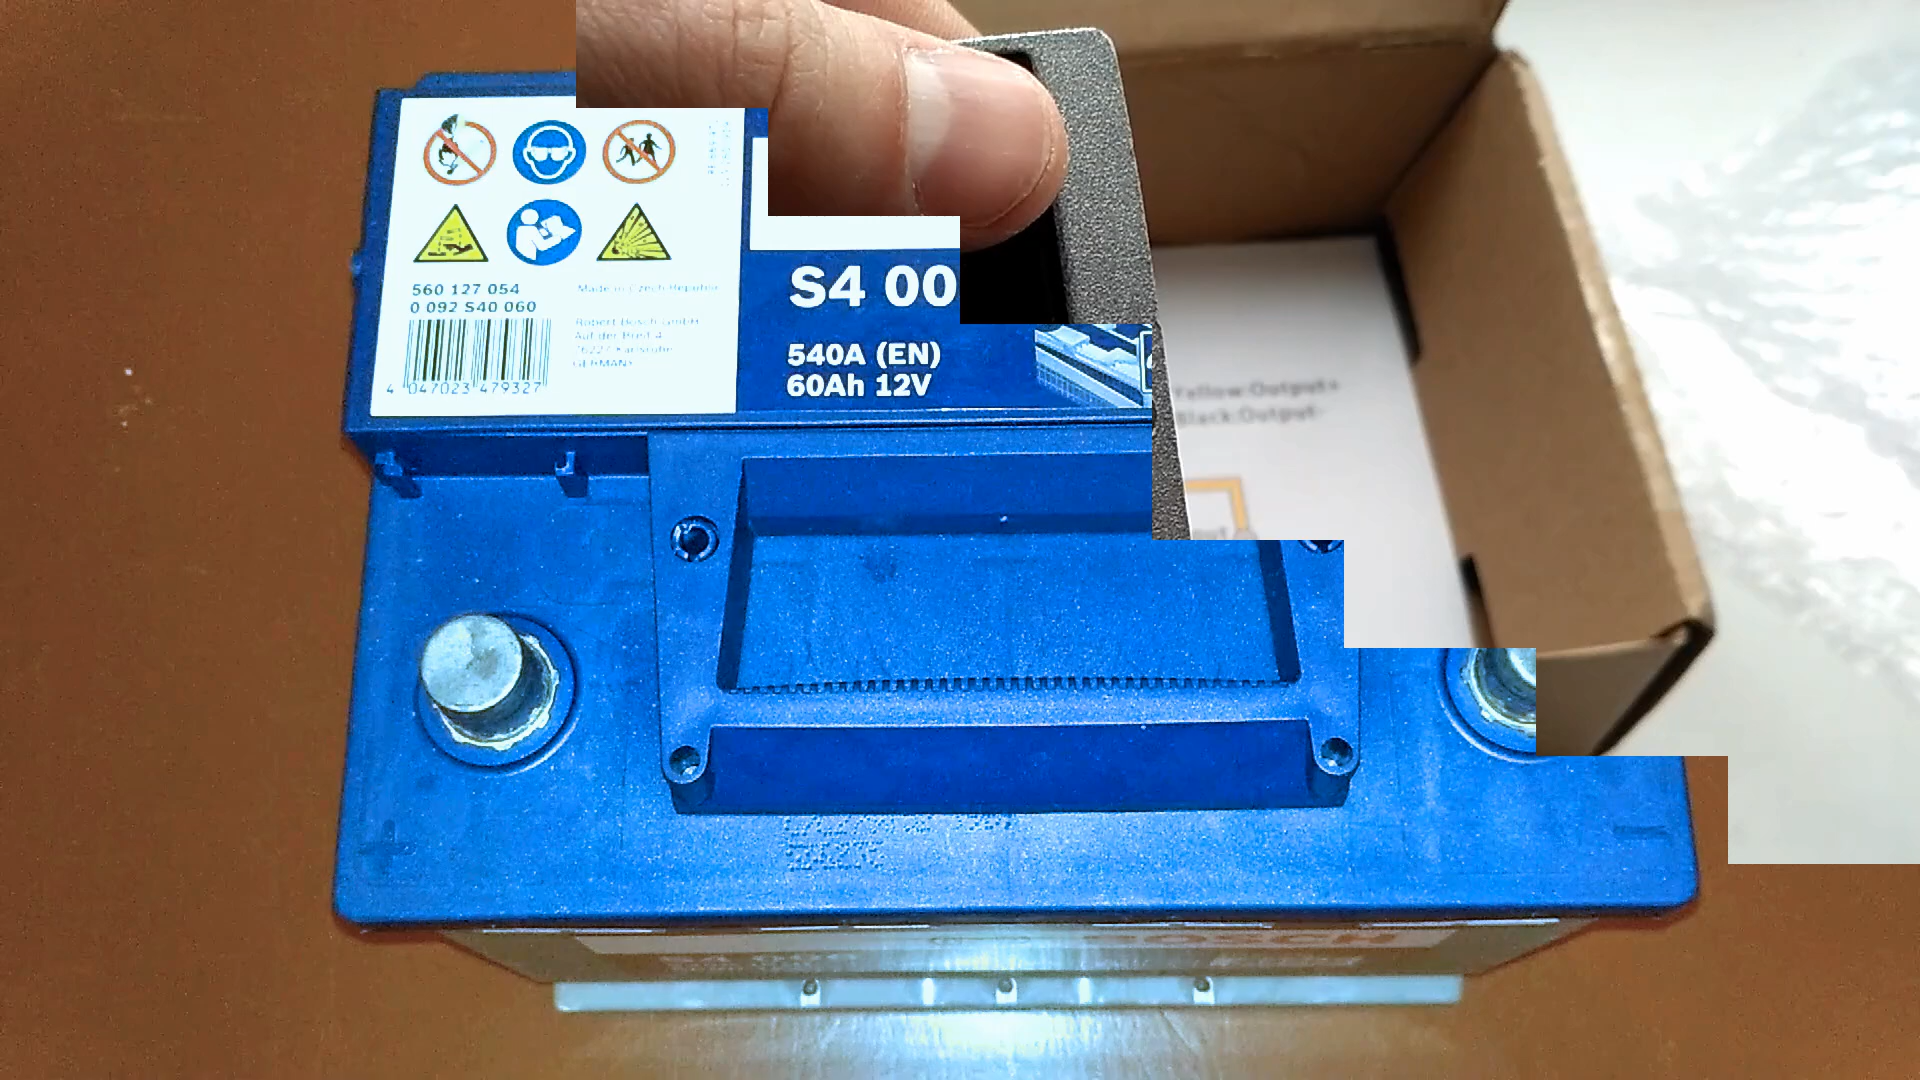 560 127 054
0 092 S40 060
Made in Czech Republic
Robert Bosch GmbH
Auf der Breit 4
76227 Karlsruhe
GERMANY
4 047023 479327
S4 00
540A (EN)
60Ah 12V
Yellow:Output+
Black:Output-